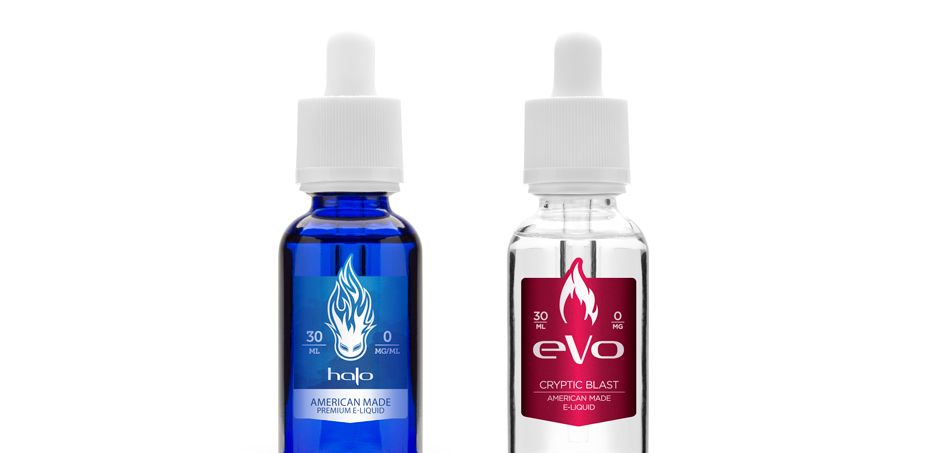 30
ML
0
MG/ML
halo
AMERICAN MADE
PREMIUM E-LIQUID
30
ML
0
MG
eVo
CRYPTIC BLAST
AMERICAN MADE
E-LIQUID